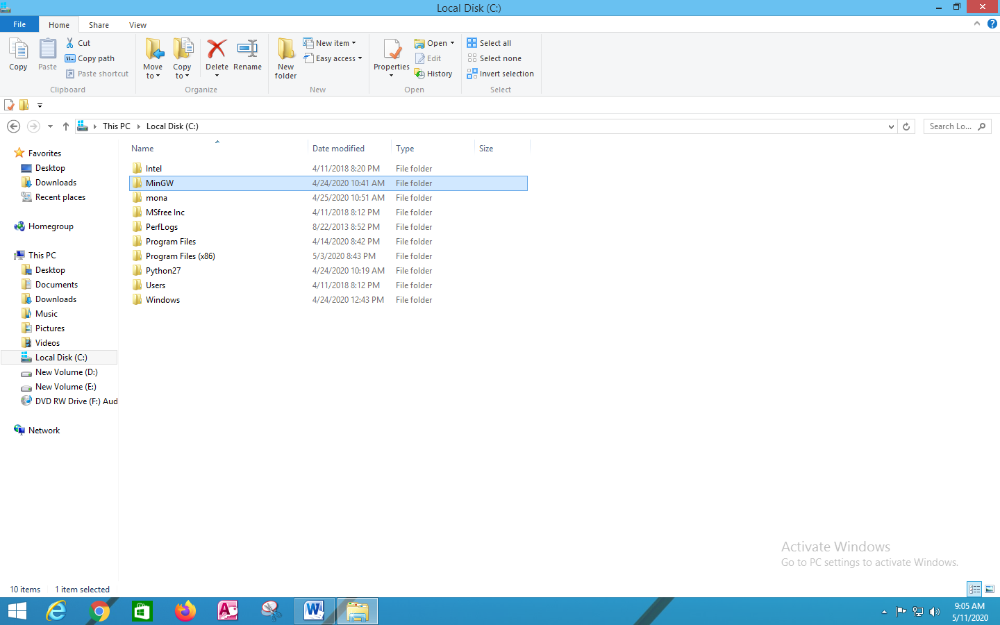 Local Disk (C:)
File Home Share View
Copy Paste Cut
Copy path
Paste shortcut
Clipboard
Move to Copy to Delete Rename
Organize
New folder New item
Easy access
New
Properties Open
Edit
History
Open
Select all
Select none
Invert selection
Select
This PC Local Disk (C:) Search Lo...
Favorites
Desktop
Downloads
Recent places
Homegroup
This PC
Desktop
Documents
Downloads
Music
Pictures
Videos
Local Disk (C:)
New Volume (D:)
New Volume (E:)
DVD RW Drive (F:) Aud
Network
Name Date modified Type Size
Intel 4/11/2018 8:20 PM File folder
MinGW 4/24/2020 10:41 AM File folder
mona 4/25/2020 10:51 AM File folder
MSfree Inc 4/11/2018 8:12 PM File folder
PerfLogs 8/22/2013 8:52 PM File folder
Program Files 4/14/2020 8:42 PM File folder
Program Files (x86) 5/3/2020 8:43 PM File folder
Python27 4/24/2020 10:19 AM File folder
Users 4/11/2018 8:12 PM File folder
Windows 4/24/2020 12:43 PM File folder
Activate Windows
Go to PC settings to activate Windows.
10 items 1 item selected
9:05 AM
5/11/2020